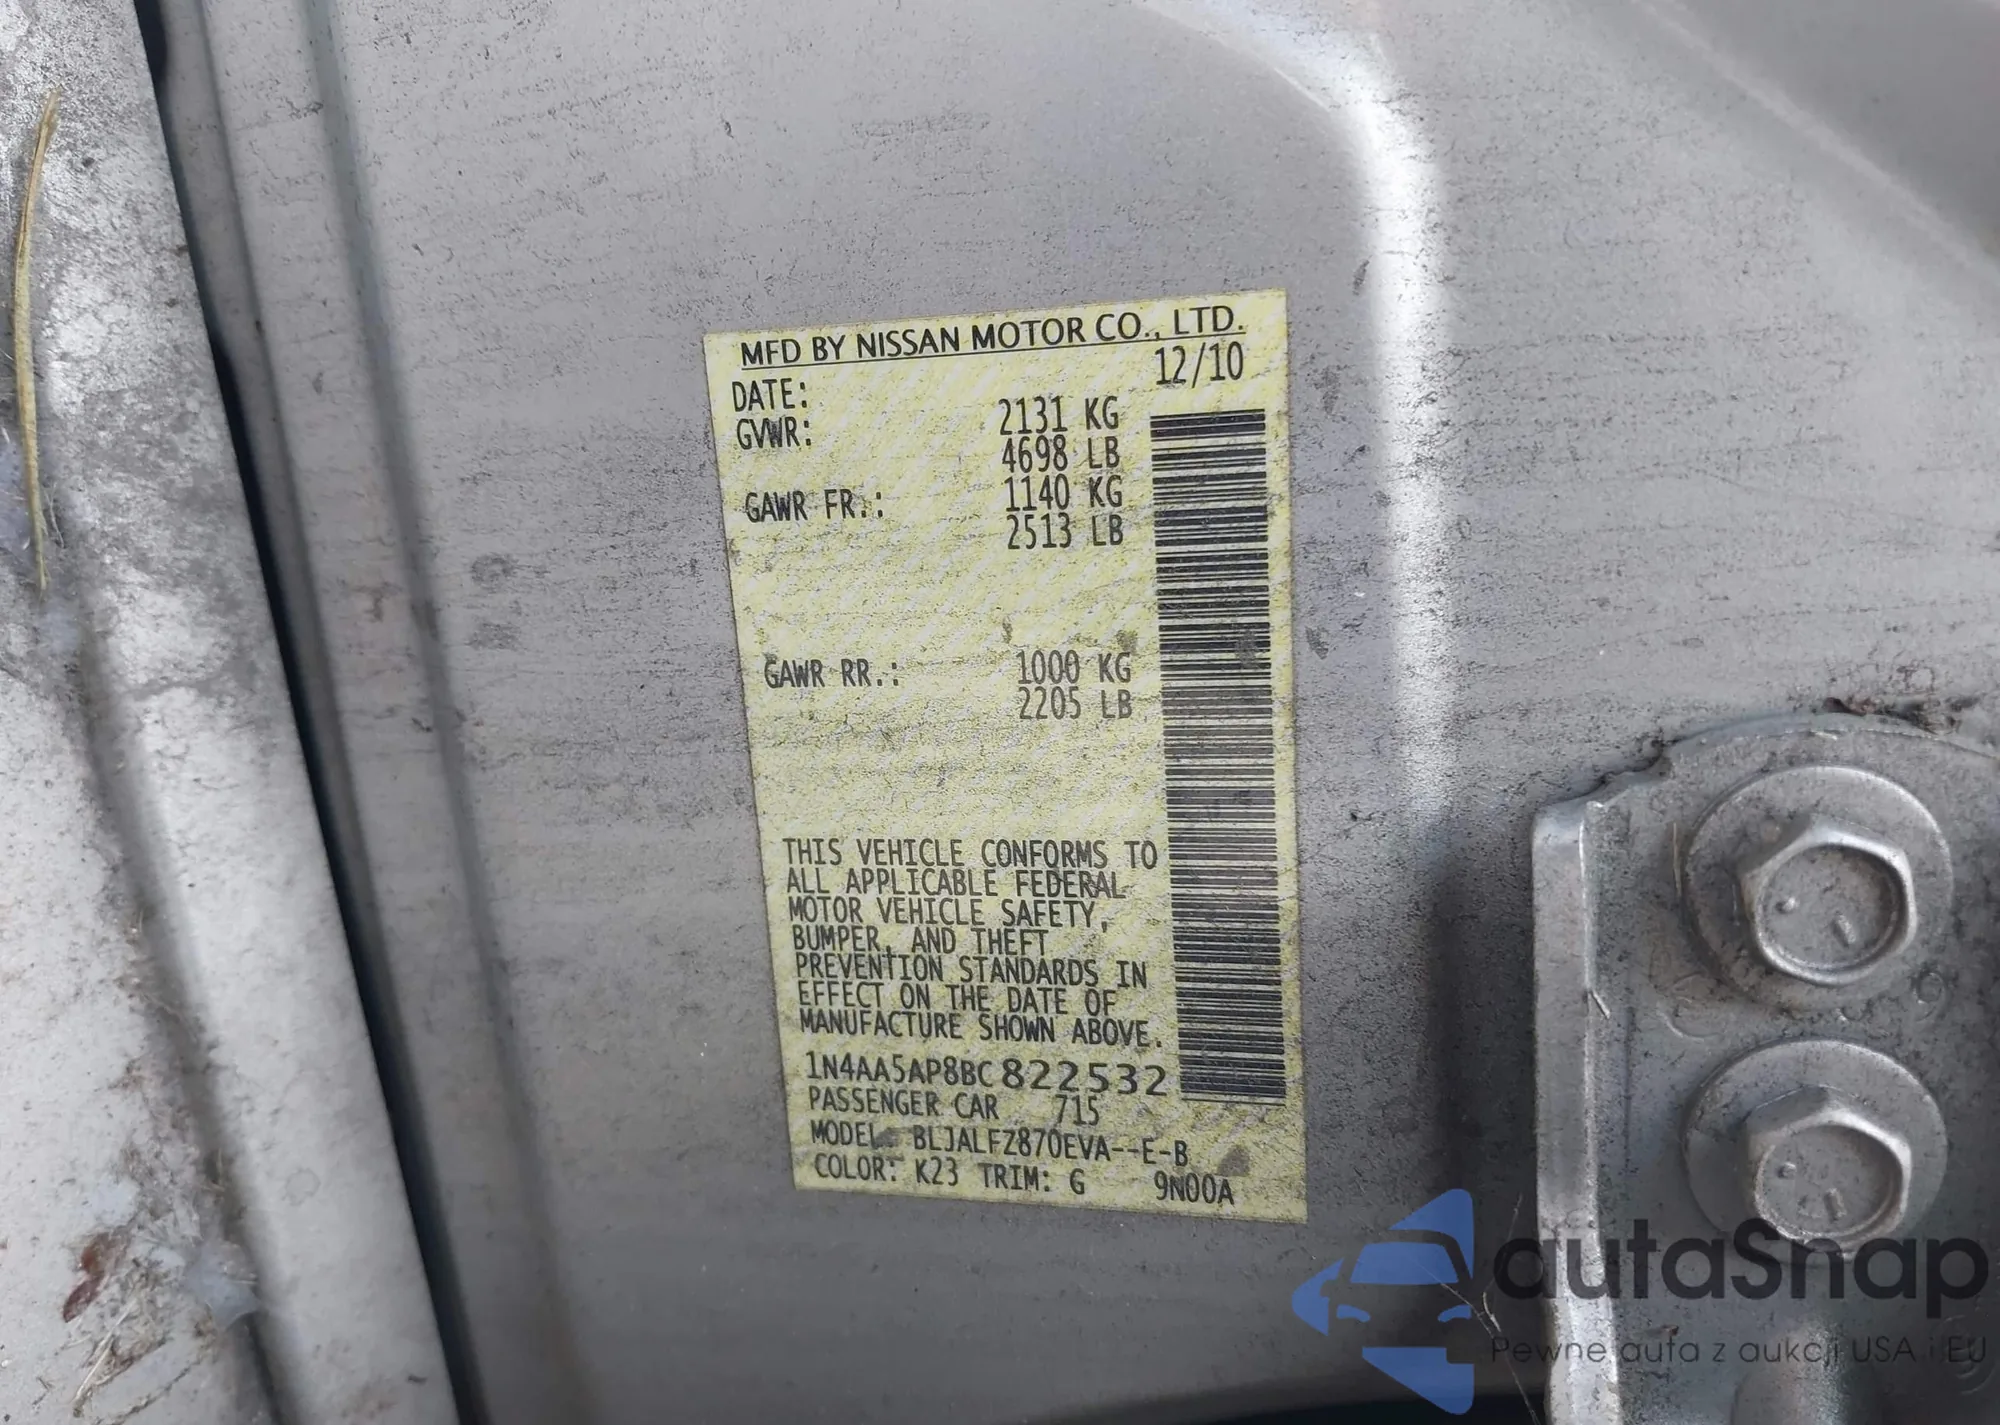 MFD BY NISSAN MOTOR CO., LTD.
DATE: 12/10
GVWR: 2131 KG
4698 LB
GAWR FR.: 1140 KG
2513 LB
GAWR RR.: 1000 KG
2205 LB
THIS VEHICLE CONFORMS TO
ALL APPLICABLE FEDERAL
MOTOR VEHICLE SAFETY,
BUMPER, AND THEFT
PREVENTION STANDARDS IN
EFFECT ON THE DATE OF
MANUFACTURE SHOWN ABOVE.
1N4AA5AP8BC822532
PASSENGER CAR 715
MODEL BLJALFZ870EVA--E-B
COLOR: K23 TRIM: G 9N00A
autaSnap
Pewne auta z aukcji USA i EU